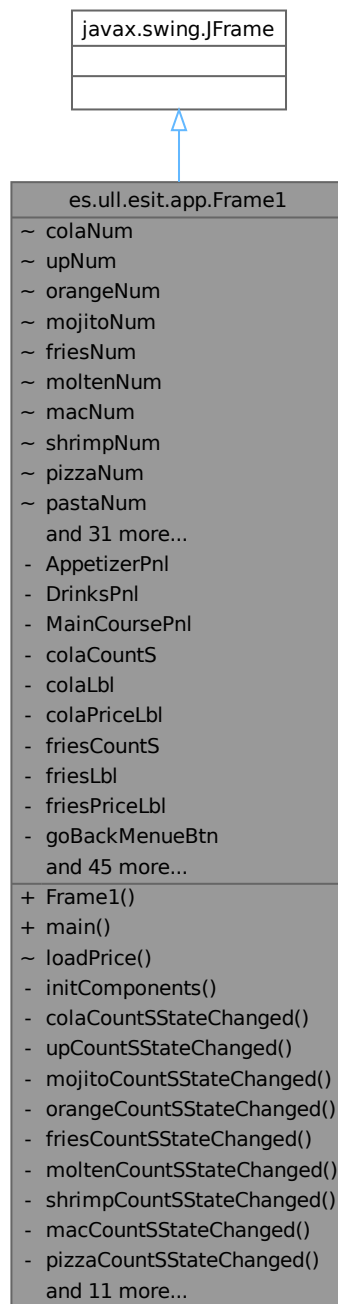 javax.swing.JFrame
es.ull.esit.app.Frame1
~ colaNum
~ upNum
~ orangeNum
~ mojitoNum
~ friesNum
~ moltenNum
~ macNum
~ shrimpNum
~ pizzaNum
~ pastaNum
and 31 more...
- AppetizerPnl
- DrinksPnl
- MainCoursePnl
- colaCountS
- colaLbl
- colaPriceLbl
- friesCountS
- friesLbl
- friesPriceLbl
- goBackMenueBtn
and 45 more...
+ Frame1()
+ main()
~ loadPrice()
- initComponents()
- colaCountSStateChanged()
- upCountSStateChanged()
- mojitoCountSStateChanged()
- orangeCountSStateChanged()
- friesCountSStateChanged()
- moltenCountSStateChanged()
- shrimpCountSStateChanged()
- macCountSStateChanged()
- pizzaCountSStateChanged()
and 11 more...